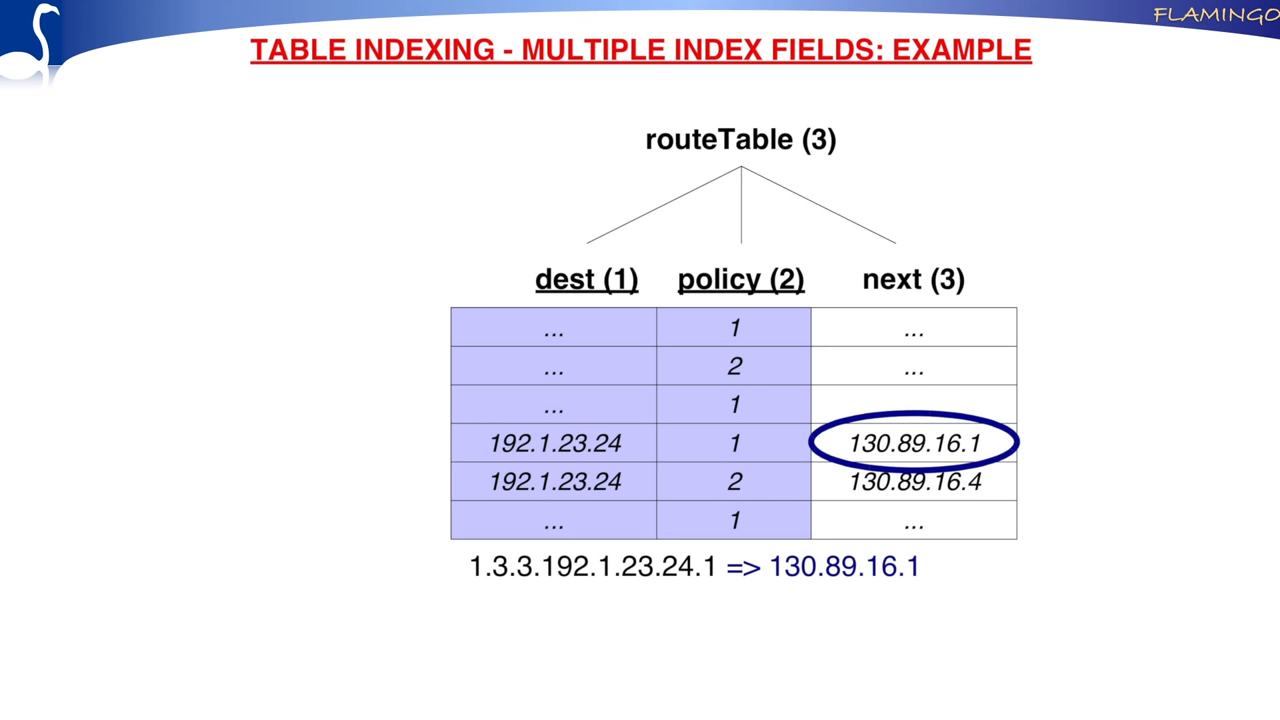 FLAMINGO
TABLE INDEXING - MULTIPLE INDEX FIELDS: EXAMPLE
routeTable (3)
dest (1) policy (2) next (3)
... 1 ...
... 2 ...
... 1
192.1.23.24 1 130.89.16.1
192.1.23.24 2 130.89.16.4
... 1 ...
1.3.3.192.1.23.24.1 => 130.89.16.1